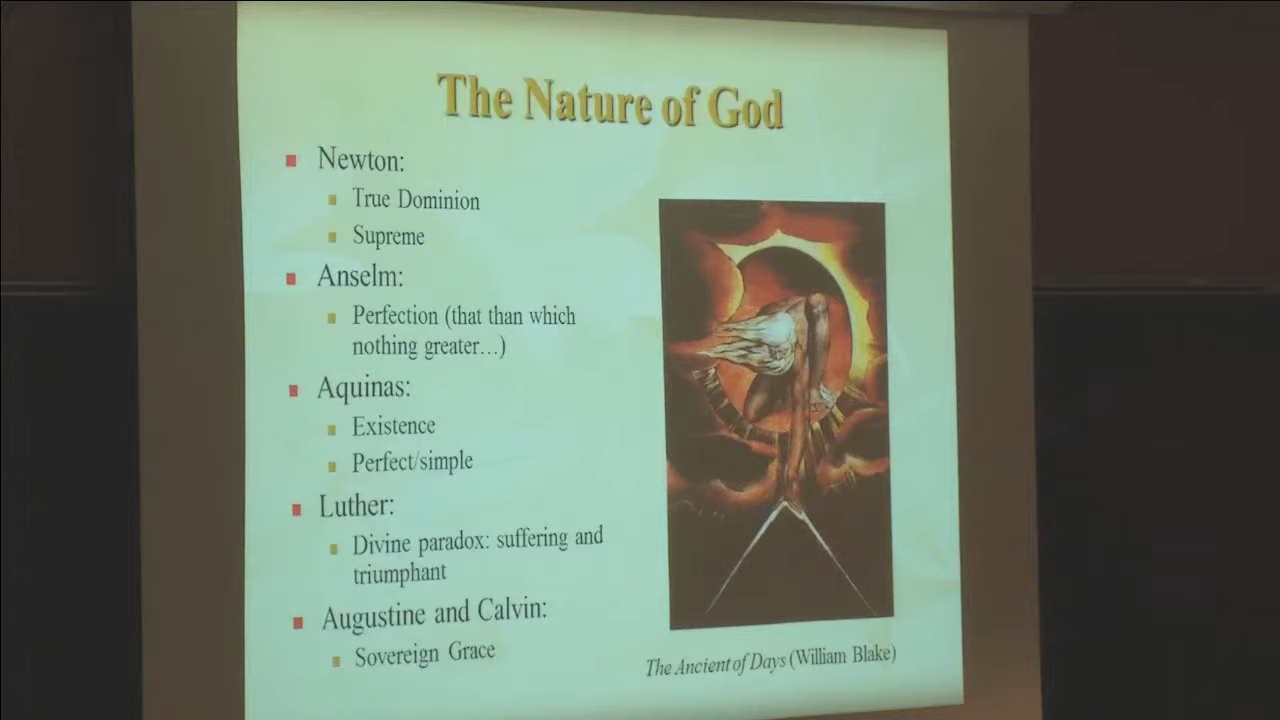 The Nature of God
Newton:
True Dominion
Supreme
Anselm:
Perfection (that than which
nothing greater…)
Aquinas:
Existence
Perfect/simple
Luther:
Divine paradox: suffering and
triumphant
Augustine and Calvin:
Sovereign Grace
The Ancient of Days (William Blake)